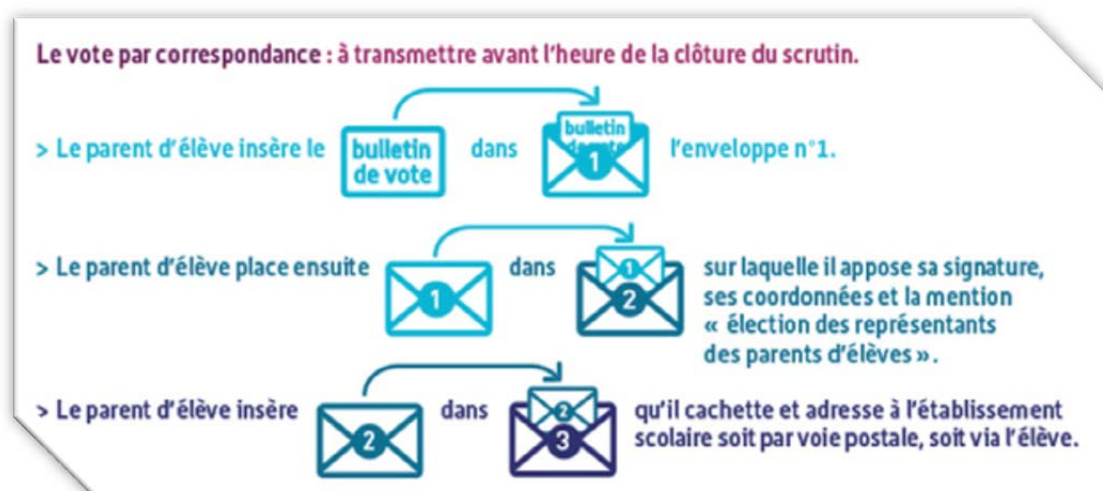 Le vote par correspondance : à transmettre avant l'heure de la clôture du scrutin.
> Le parent d'élève insère le bulletin de vote dans bulletin de vote 1 l'enveloppe n°1.
> Le parent d'élève place ensuite 1 dans 1 2 sur laquelle il appose sa signature,
ses coordonnées et la mention
« élection des représentants
des parents d'élèves ».
> Le parent d'élève insère 2 dans 2 3 qu'il cachette et adresse à l'établissement
scolaire soit par voie postale, soit via l'élève.